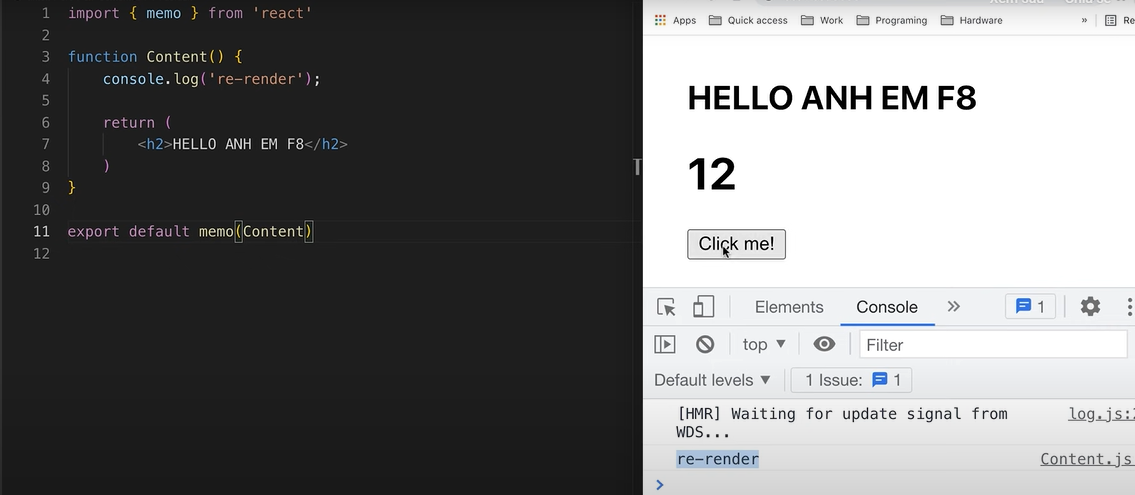 1 import { memo } from 'react'
2
3 function Content() {
4 console.log('re-render');
5
6 return (
7 <h2>HELLO ANH EM F8</h2>
8 )
9 }
10
11 export default memo(Content)
12
Apps Quick access Work Programing Hardware » Re
HELLO ANH EM F8
12
Click me!
Elements Console » 1
top ▼ Filter
Default levels ▼ 1 Issue: 1
[HMR] Waiting for update signal from log.js:
WDS...
re-render Content.js
>